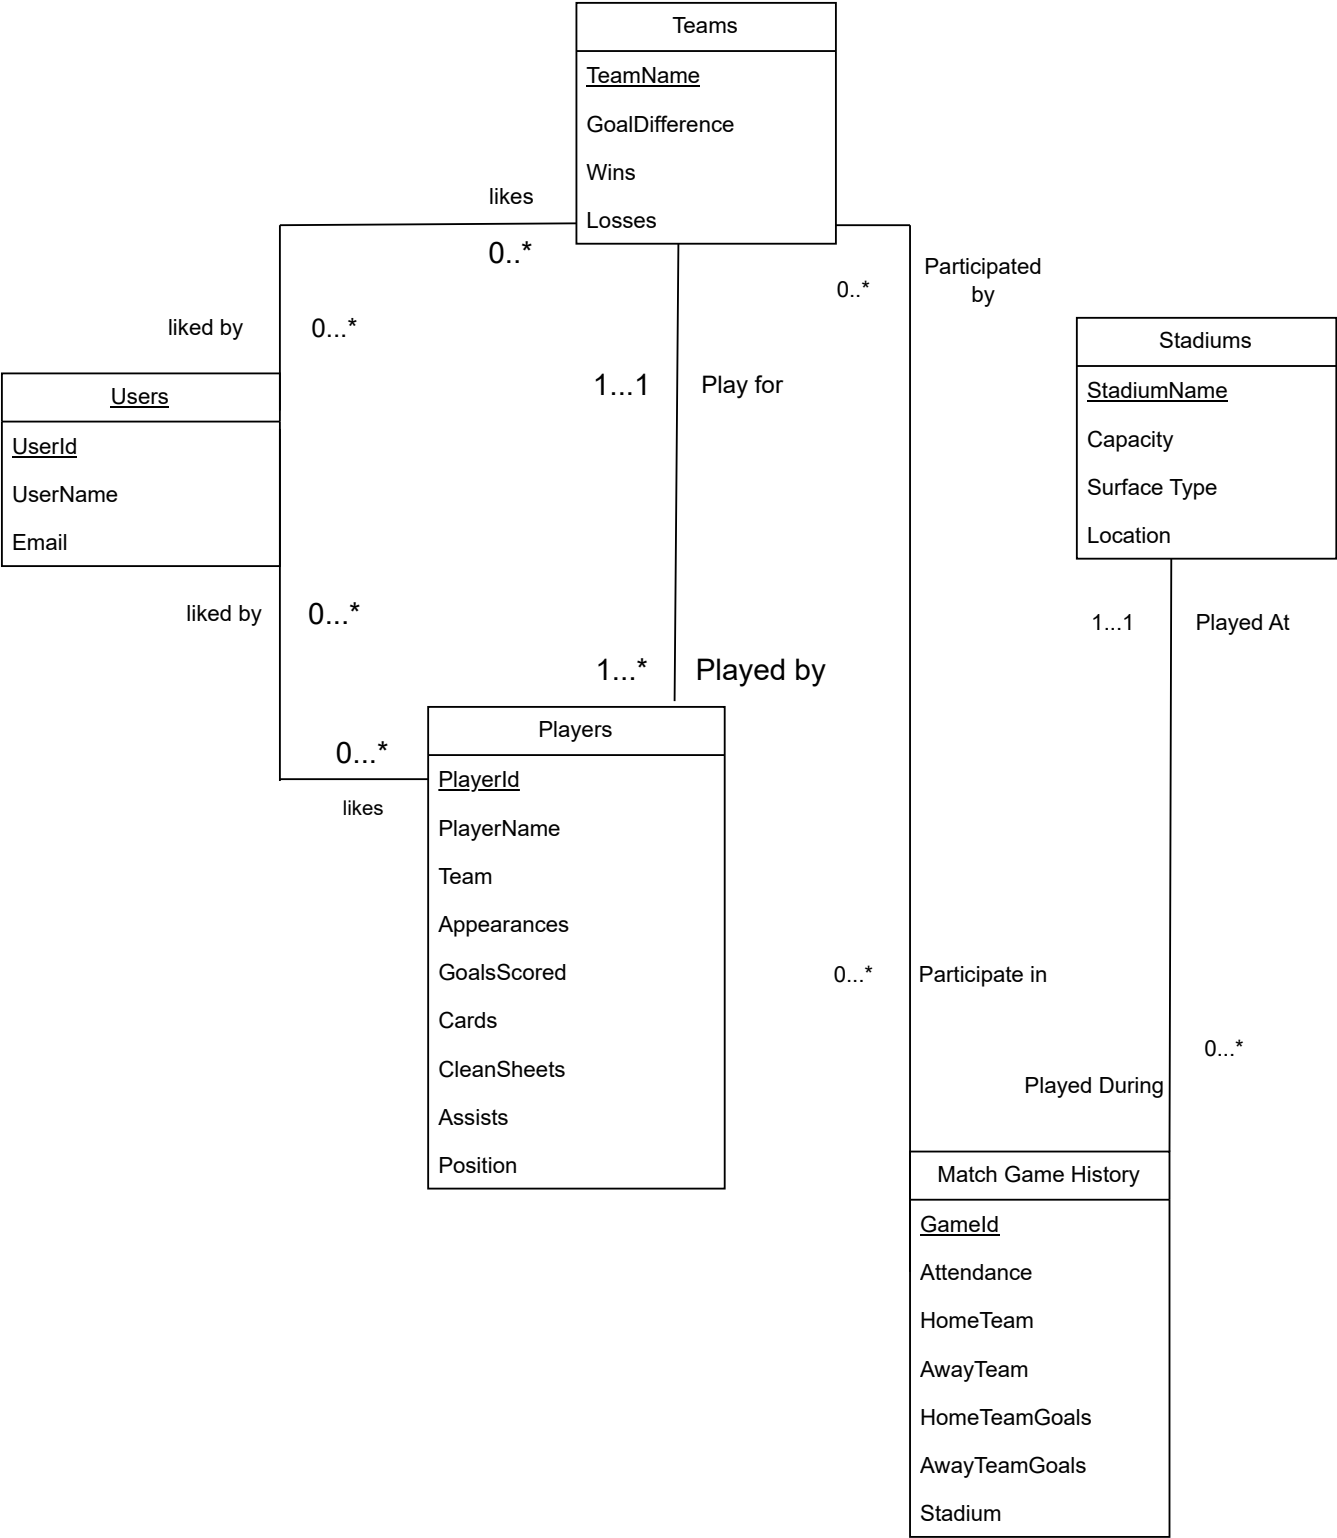 Teams
TeamName
GoalDifference
Wins
Losses
likes
0..*
liked by
0...*
Users
UserId
UserName
Email
liked by
0...*
0...*
likes
1...1
Play for
1...*
Played by
Players
PlayerId
PlayerName
Team
Appearances
GoalsScored
Cards
CleanSheets
Assists
Position
0..*
Participated
by
0...*
Participate in
Stadiums
StadiumName
Capacity
Surface Type
Location
1...1
Played At
0...*
Played During
Match Game History
GameId
Attendance
HomeTeam
AwayTeam
HomeTeamGoals
AwayTeamGoals
Stadium